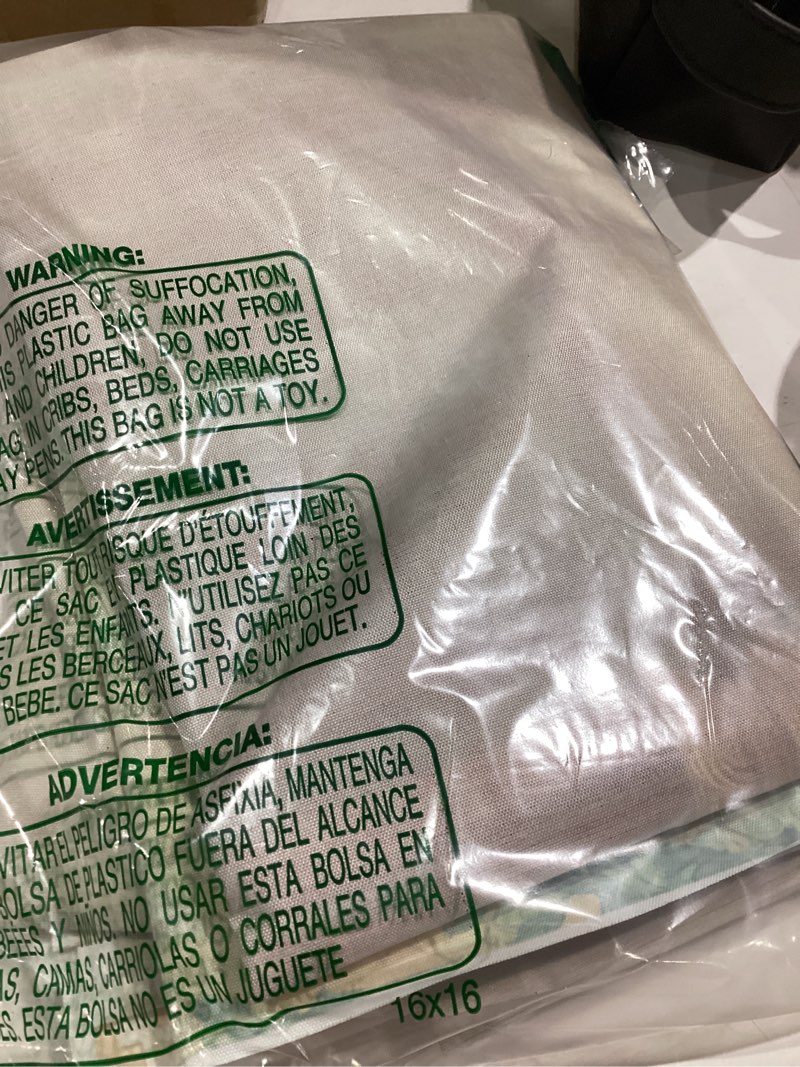 WARNING:
DANGER OF SUFFOCATION,
PLASTIC BAG AWAY FROM
AND CHILDREN, DO NOT USE
IN CRIBS, BEDS, CARRIAGES
PENS. THIS BAG IS NOT A TOY.
AVERTISSEMENT:
TOUT RISQUE D'ÉTOUFFEMENT,
CE SAC PLASTIQUE LOIN DES
ET LES ENFANTS. N'UTILISEZ PAS CE
LES BERCEAUX, LITS, CHARIOTS OU
BEBE. CE SAC N'EST PAS UN JOUET.
ADVERTENCIA:
EL PELIGRO DE ASFIXIA, MANTENGA
BOLSA DE PLASTICO FUERA DEL ALCANCE
Y NIÑOS. NO USAR ESTA BOLSA EN
CAMAS, CARRIOLAS O CORRALES PARA
ESTA BOLSA NO ES UN JUGUETE
16x16